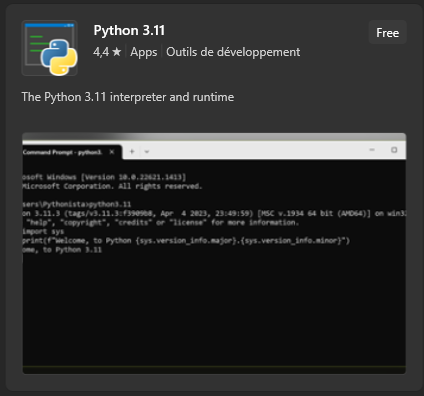 Python 3.11
Free
4,4 ★ Apps Outils de développement
The Python 3.11 interpreter and runtime
Command Prompt - python3.
osoft Windows [Version 10.0.22621.1413]
Microsoft Corporation. All rights reserved.
sers\Pythonista>python3.11
on 3.11.3 (tags/v3.11.3:f3909b8, Apr 4 2023, 23:49:59) [MSC v.1934 64 bit (AMD64)] on win32
"help", "copyright", "credits" or "license" for more information.
import sys
print(f"Welcome, to Python {sys.version_info.major}.{sys.version_info.minor}")
ome, to Python 3.11